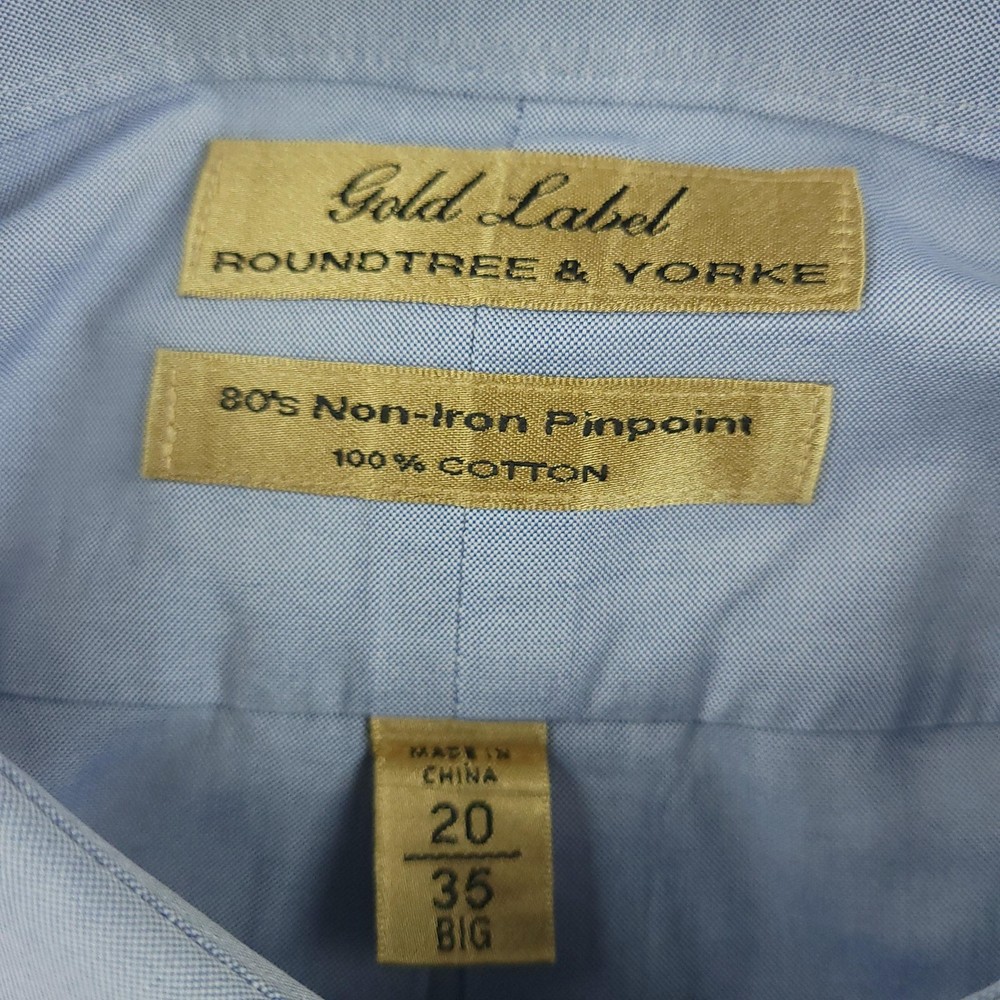 Gold Label
ROUNDTREE & YORKE
80's Non-Iron Pinpoint
100% COTTON
MADE IN
CHINA
20
35
BIG